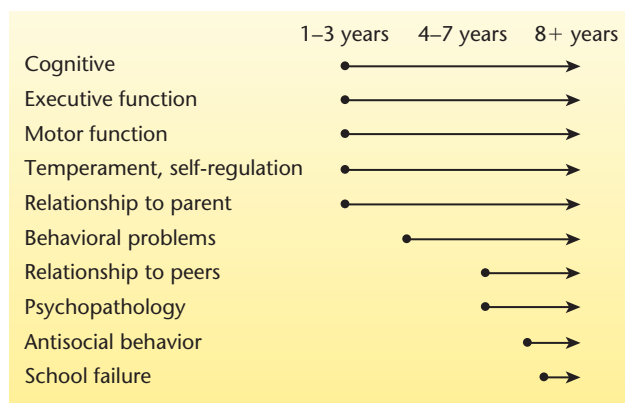 1–3 years 4–7 years 8+ years
Cognitive
Executive function
Motor function
Temperament, self-regulation
Relationship to parent
Behavioral problems
Relationship to peers
Psychopathology
Antisocial behavior
School failure